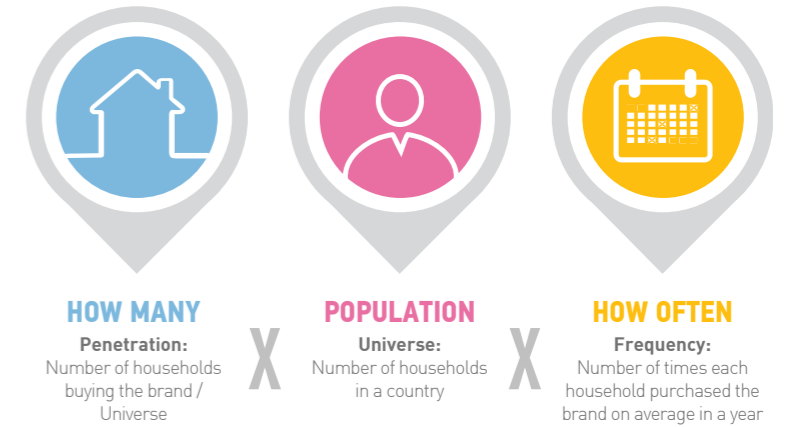 HOW MANY
Penetration:
Number of households
buying the brand /
Universe
X
POPULATION
Universe:
Number of households
in a country
X
HOW OFTEN
Frequency:
Number of times each
household purchased the
brand on average in a year